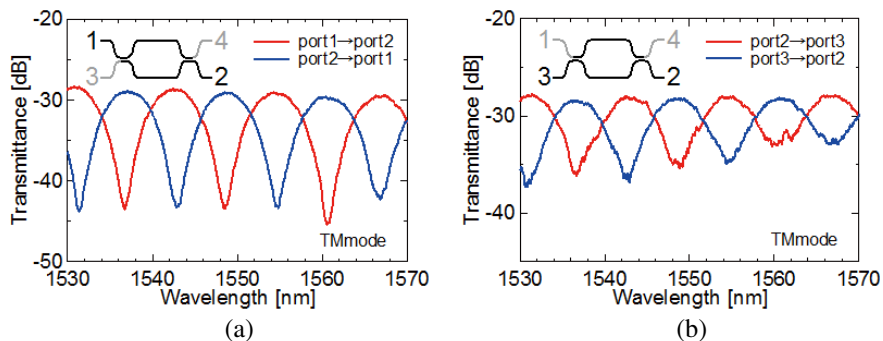 -20
-30
-40
-50
Transmittance [dB]
1 4
3 2
port1→port2
port2→port1
TMmode
1530 1540 1550 1560 1570
Wavelength [nm]
(a)
-20
-30
-40
Transmittance [dB]
1 4
3 2
port2→port3
port3→port2
TMmode
1530 1540 1550 1560 1570
Wavelength [nm]
(b)